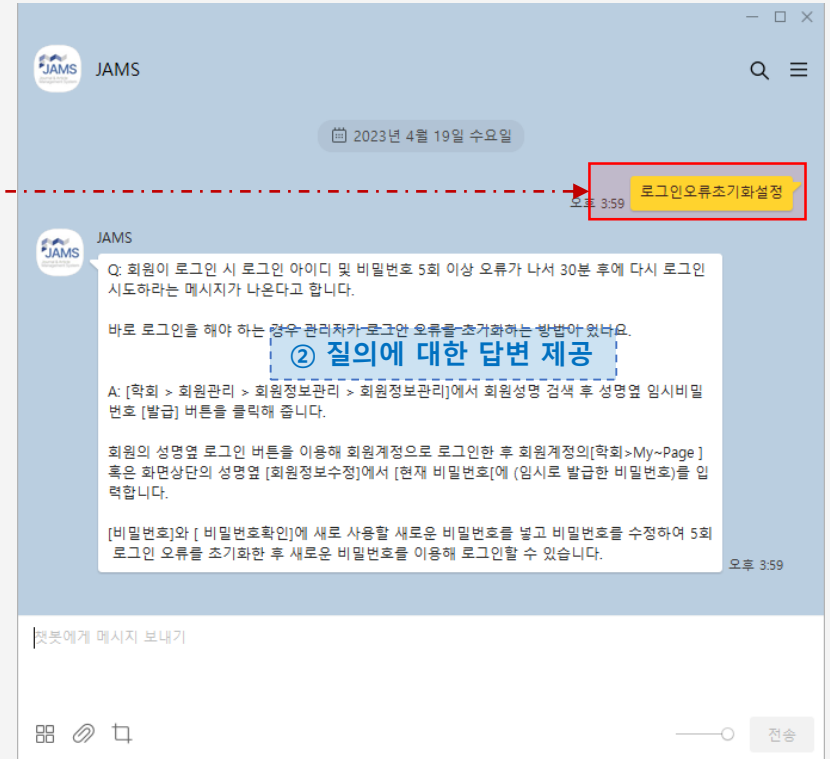 JAMS
JAMS
2023년 4월 19일 수요일
로그인오류초기화설정
오후 3:59
JAMS
JAMS
Q: 회원이 로그인 시 로그인 아이디 및 비밀번호 5회 이상 오류가 나서 30분 후에 다시 로그인
시도하라는 메시지가 나온다고 합니다.
바로 로그인을 해야 하는 경우 관리자가 로그인 오류를 초기화하는 방법이 있나요.
② 질의에 대한 답변 제공
A: [학회 > 회원관리 > 회원정보관리 > 회원정보관리]에서 회원성명 검색 후 성명옆 임시비밀
번호 [발급] 버튼을 클릭해 줍니다.
회원의 성명옆 로그인 버튼을 이용해 회원계정으로 로그인한 후 회원계정의[학회>My~Page ]
혹은 화면상단의 성명옆 [회원정보수정]에서 [현재 비밀번호[에 (임시로 발급한 비밀번호)를 입
력합니다.
[비밀번호]와 [ 비밀번호확인]에 새로 사용할 새로운 비밀번호를 넣고 비밀번호를 수정하여 5회
로그인 오류를 초기화한 후 새로운 비밀번호를 이용해 로그인할 수 있습니다.
오후 3:59
챗봇에게 메시지 보내기
전송